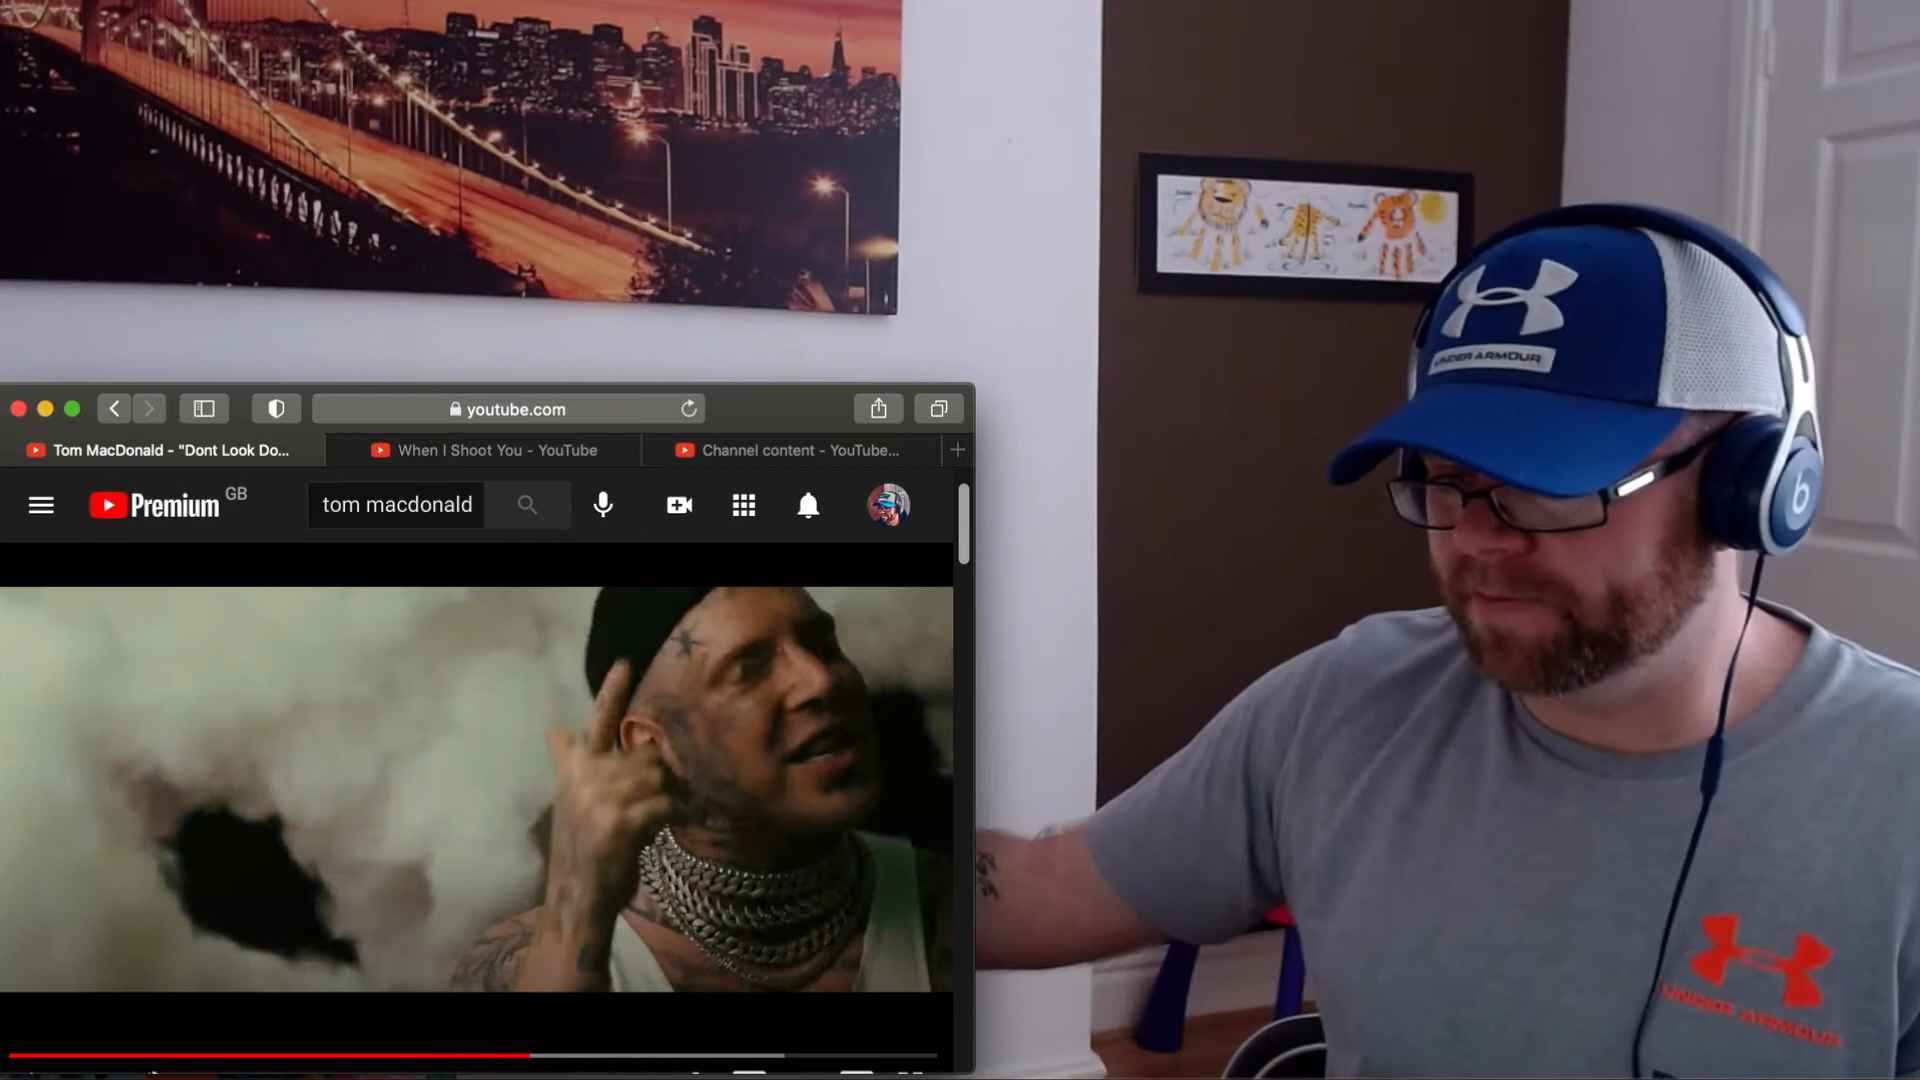 UNDER ARMOUR
youtube.com
Tom MacDonald - "Dont Look Do...
When I Shoot You - YouTube
Channel content - YouTube...
Premium GB
tom macdonald
b
UNDER ARMOUR